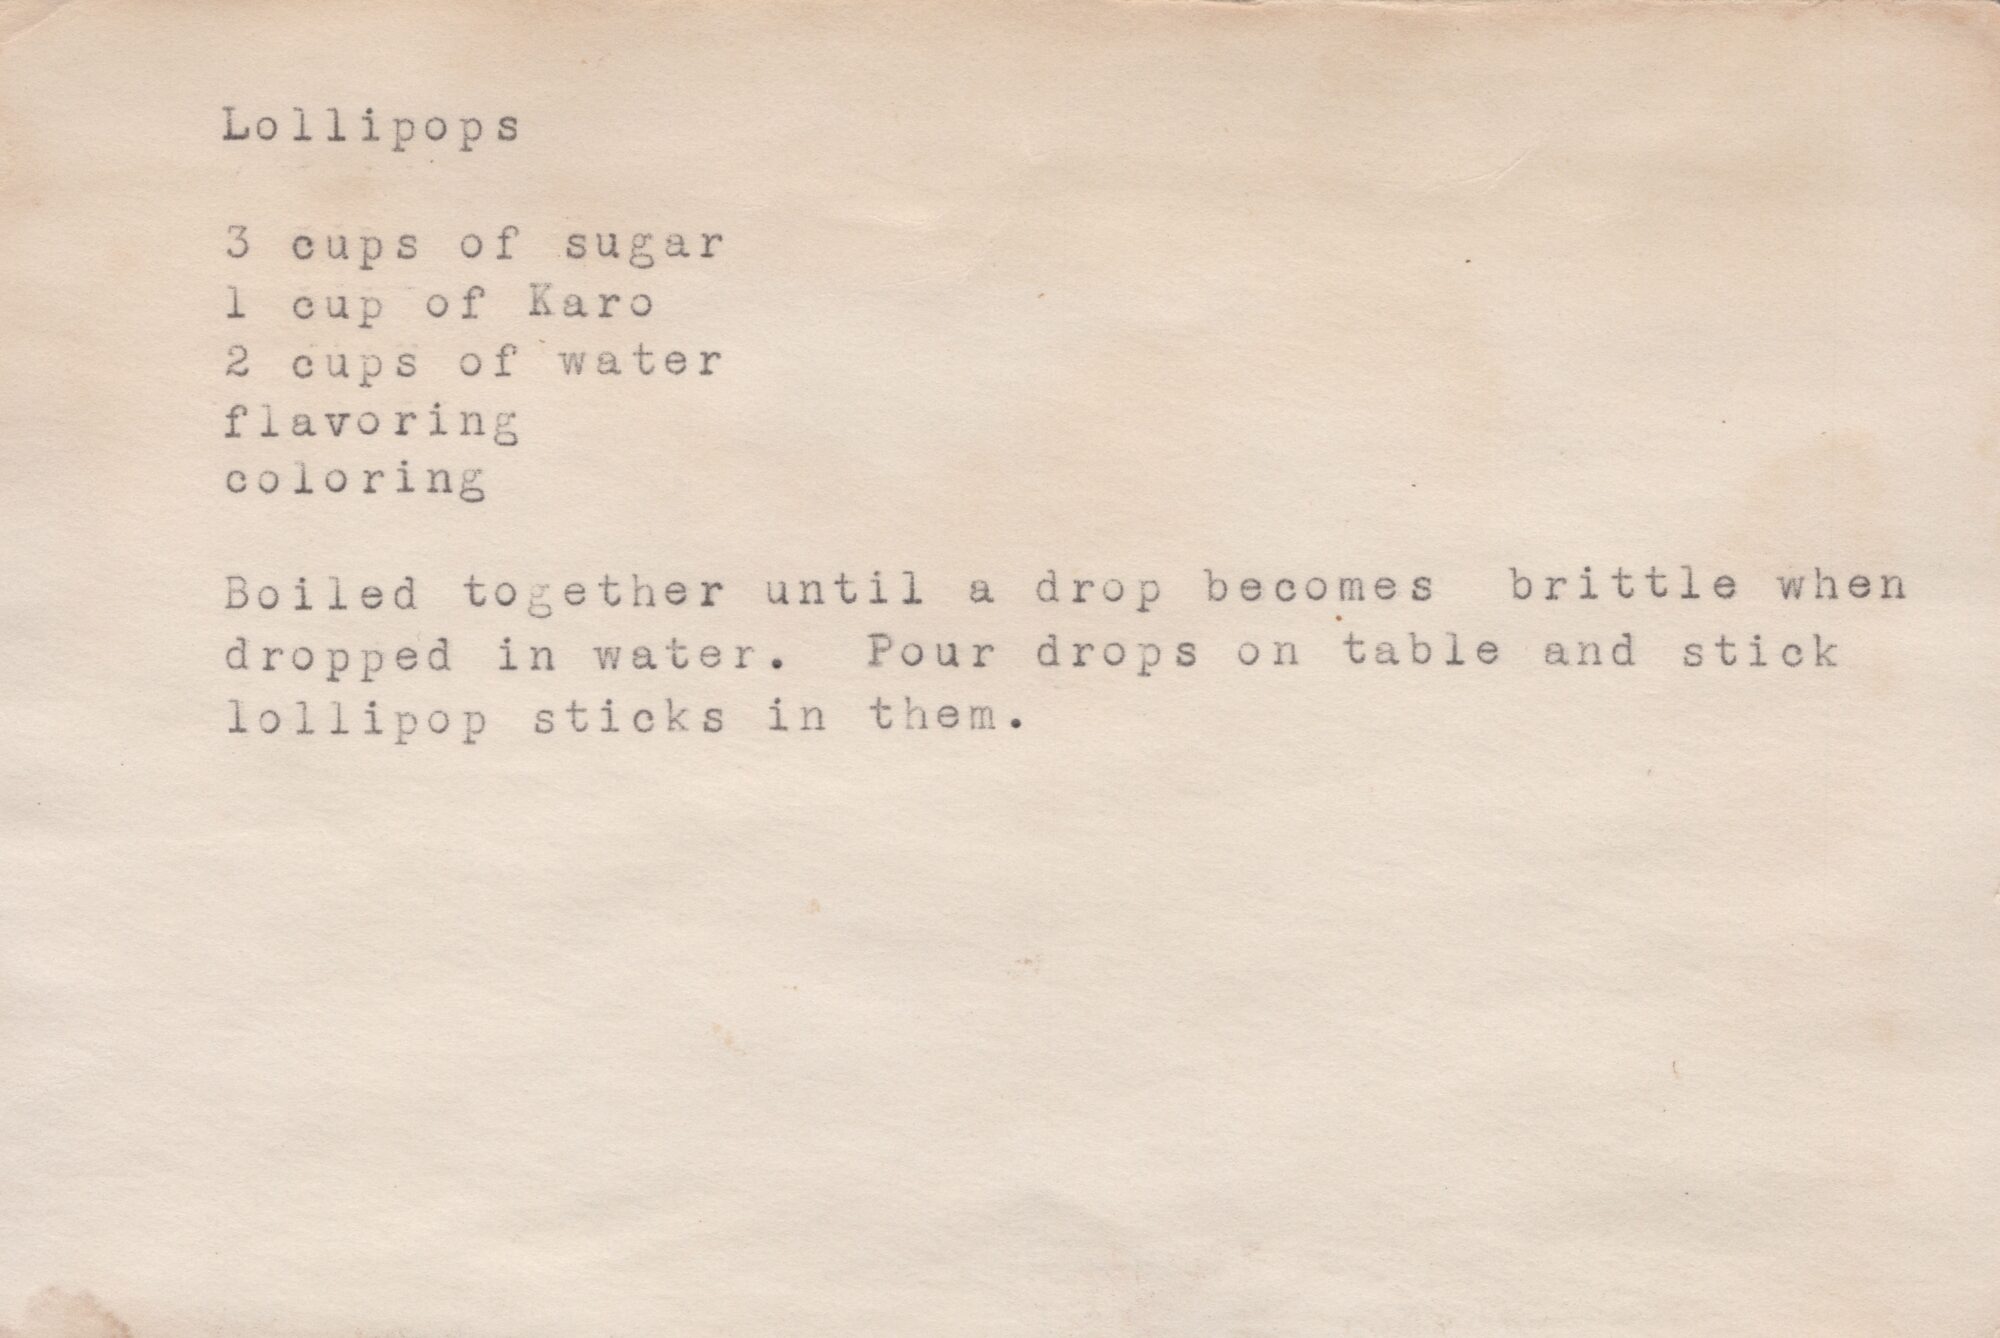 Lollipops
3 cups of sugar
1 cup of Karo
2 cups of water
flavoring
coloring
Boiled together until a drop becomes brittle when
dropped in water. Pour drops on table and stick
lollipop sticks in them.